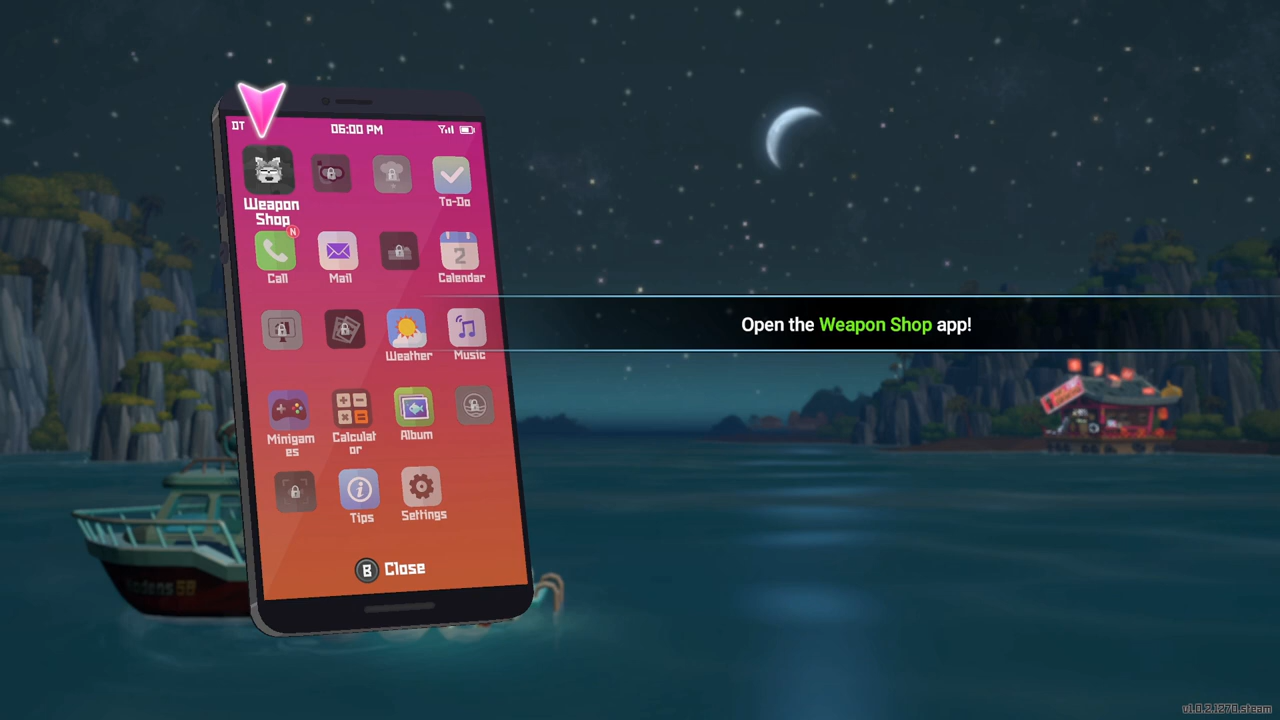 DT 06:00 PM
Weapon
Shop
To-Do
N
Call
Mail
2
Calendar
Weather
Music
Minigam
es
Calculat
or
Album
Tips
Settings
B Close
Open the Weapon Shop app!
58
v1.0.2.1270.steam